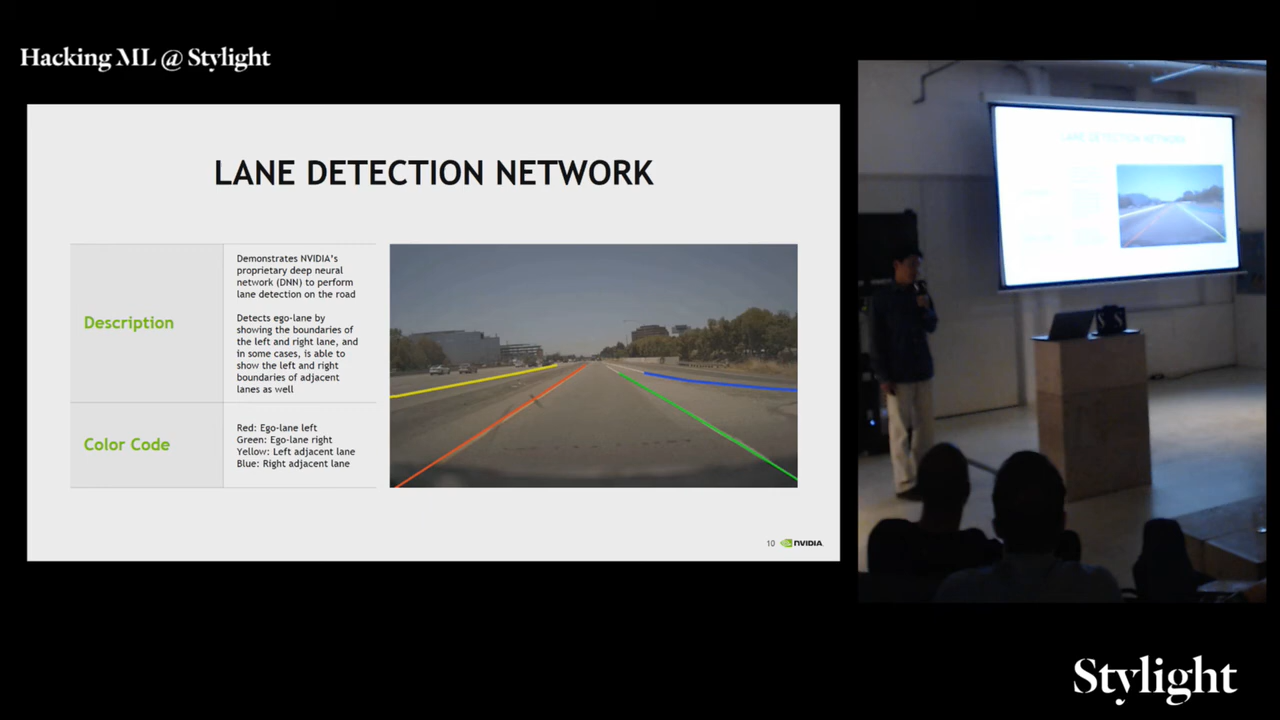 Hacking ML @ Stylight
LANE DETECTION NETWORK
Description
Demonstrates NVIDIA's
proprietary deep neural
network (DNN) to perform
lane detection on the road
Detects ego-lane by
showing the boundaries of
the left and right lane, and
in some cases, is able to
show the left and right
boundaries of adjacent
lanes as well
Color Code
Red: Ego-lane left
Green: Ego-lane right
Yellow: Left adjacent lane
Blue: Right adjacent lane
10 NVIDIA.
LANE DETECTION NETWORK
Stylight